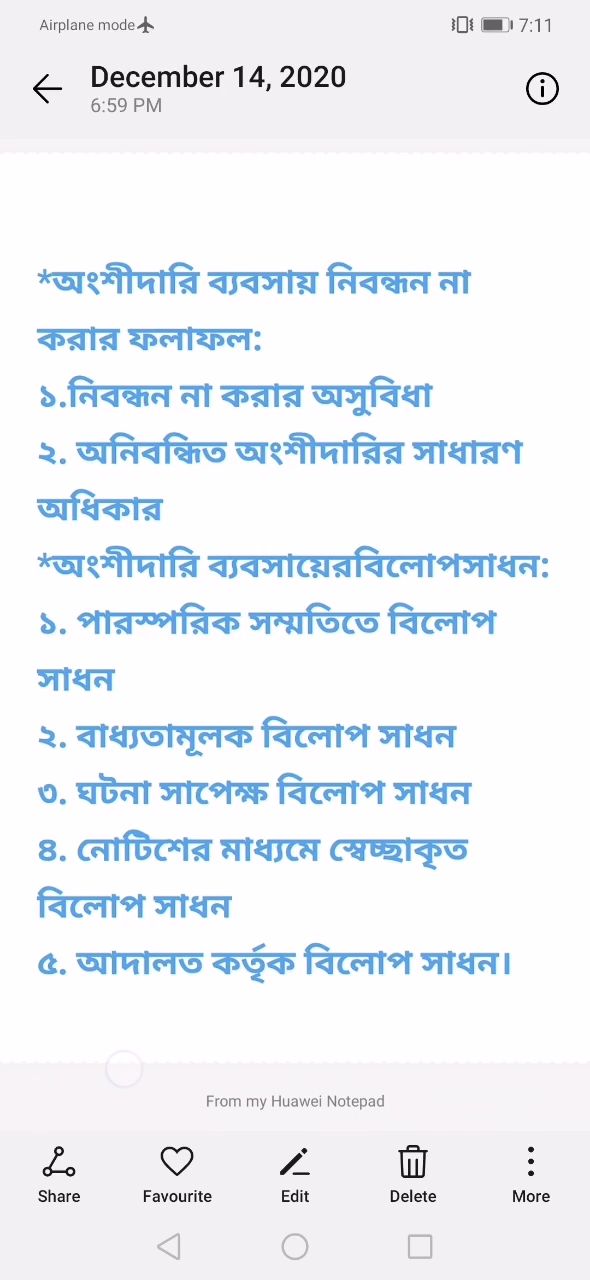 Airplane mode 7:11
December 14, 2020
6:59 PM
*অংশীদারি ব্যবসায় নিবন্ধন না
করার ফলাফল:
১.নিবন্ধন না করার অসুবিধা
২. অনিবন্ধিত অংশীদারির সাধারণ
অধিকার
*অংশীদারি ব্যবসায়েরবিলোপসাধন:
১. পারস্পরিক সম্মতিতে বিলোপ
সাধন
২. বাধ্যতামূলক বিলোপ সাধন
৩. ঘটনা সাপেক্ষ বিলোপ সাধন
৪. নোটিশের মাধ্যমে স্বেচ্ছাকৃত
বিলোপ সাধন
৫. আদালত কর্তৃক বিলোপ সাধন।
From my Huawei Notepad
Share Favourite Edit Delete More